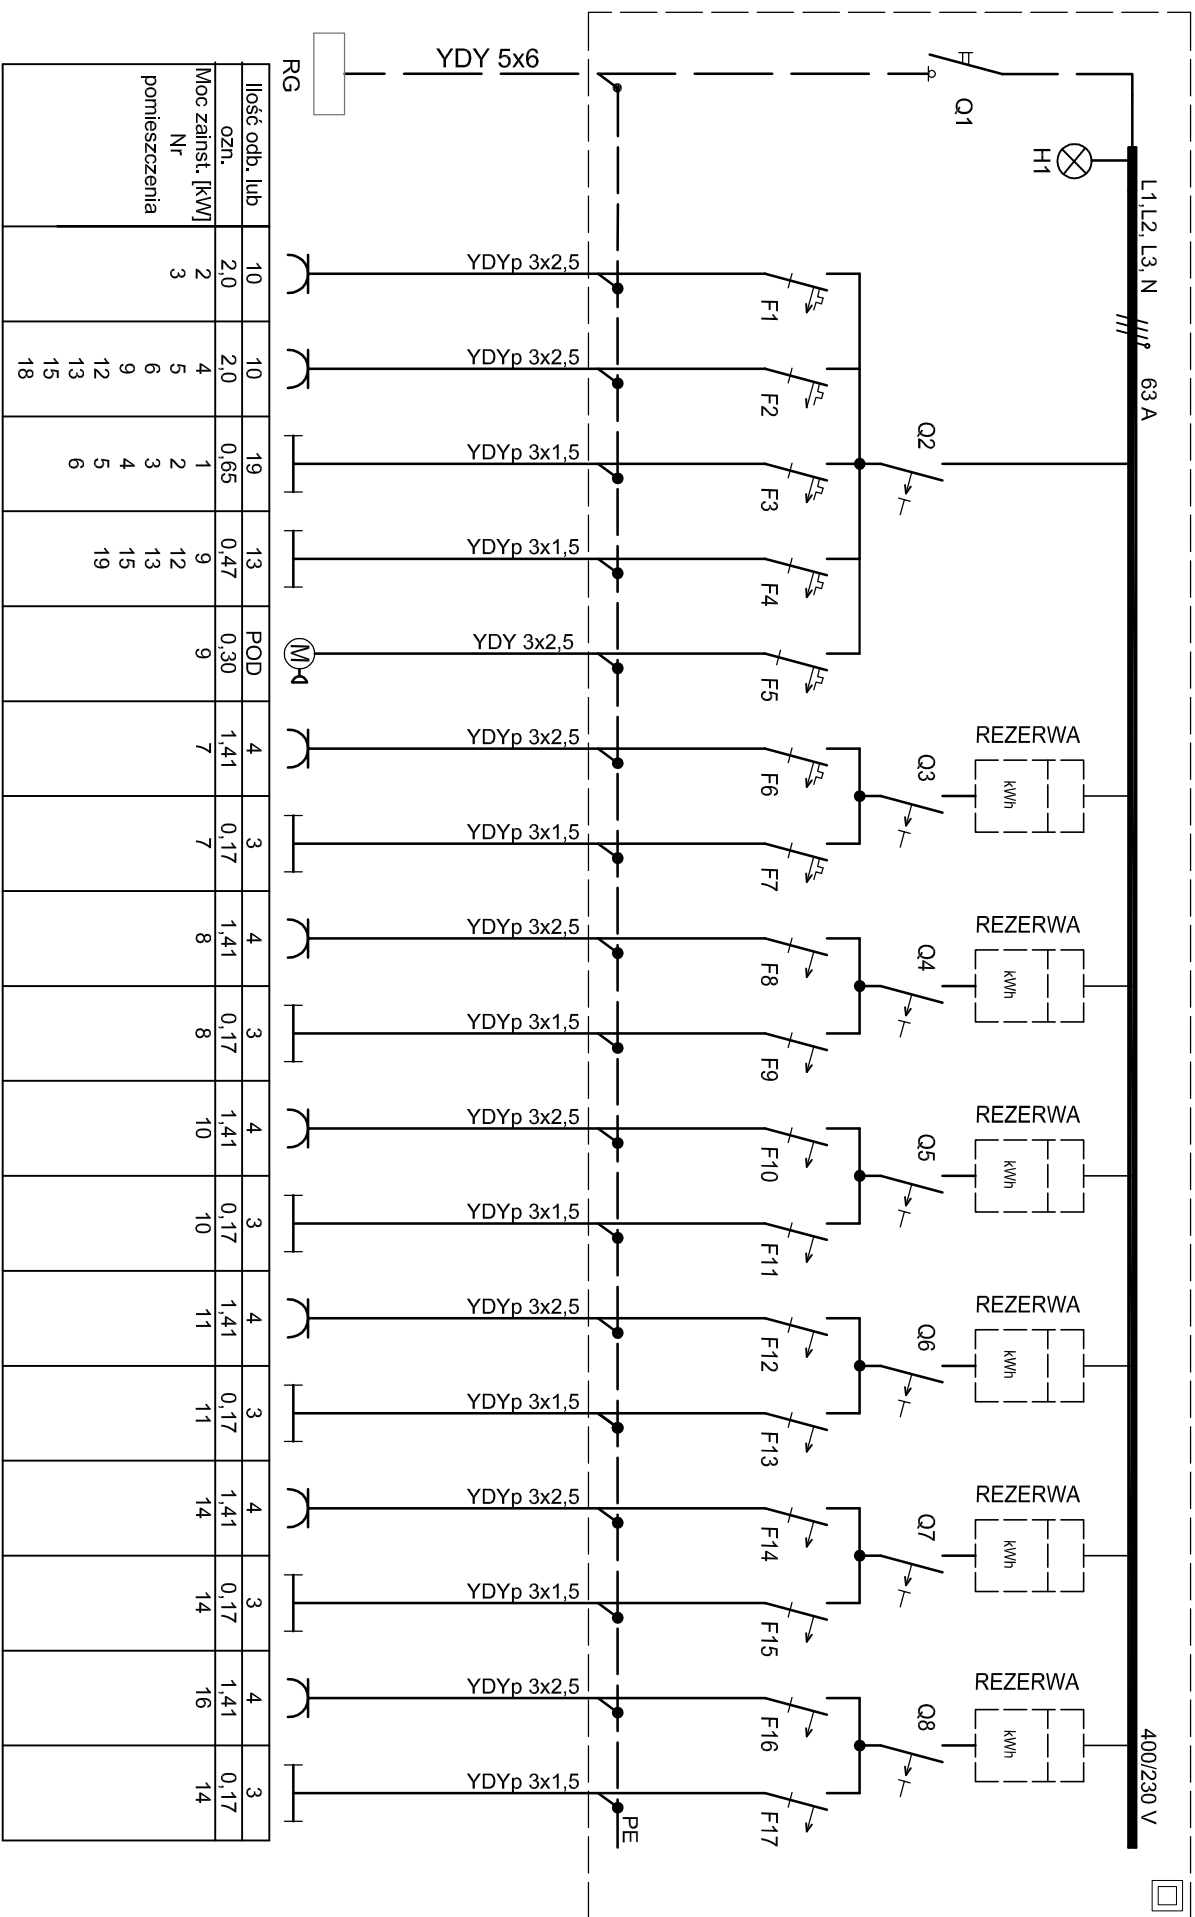 L1,L2, L3, N
63 A
400/230 V
H1
Q1
YDY 5x6
RG
REZERWA
REZERWA
REZERWA
REZERWA
REZERWA
REZERWA
kWh
kWh
kWh
kWh
kWh
kWh
Q2
Q3
Q4
Q5
Q6
Q7
Q8
F1
F2
F3
F4
F5
F6
F7
F8
F9
F10
F11
F12
F13
F14
F15
F16
F17
PE
YDYp 3x2,5
YDYp 3x2,5
YDYp 3x1,5
YDYp 3x1,5
YDY 3x2,5
YDYp 3x2,5
YDYp 3x1,5
YDYp 3x2,5
YDYp 3x1,5
YDYp 3x2,5
YDYp 3x1,5
YDYp 3x2,5
YDYp 3x1,5
YDYp 3x2,5
YDYp 3x1,5
YDYp 3x2,5
YDYp 3x1,5
M
Ilość odb. lub
ozn.
10 10 19 13 POD 4 3 4 3 4 3 4 3 4 3 4 3
Moc zainst. [kW]
2,0 2,0 0,65 0,47 0,30 1,41 0,17 1,41 0,17 1,41 0,17 1,41 0,17 1,41 0,17 1,41 0,17
Nr
pomieszczenia
2 4 1 9 9 7 7 8 8 10 10 11 11 14 14 16 14
3 5 2 12
6 3 13
9 4 15
12 5 19
13 6
15
18